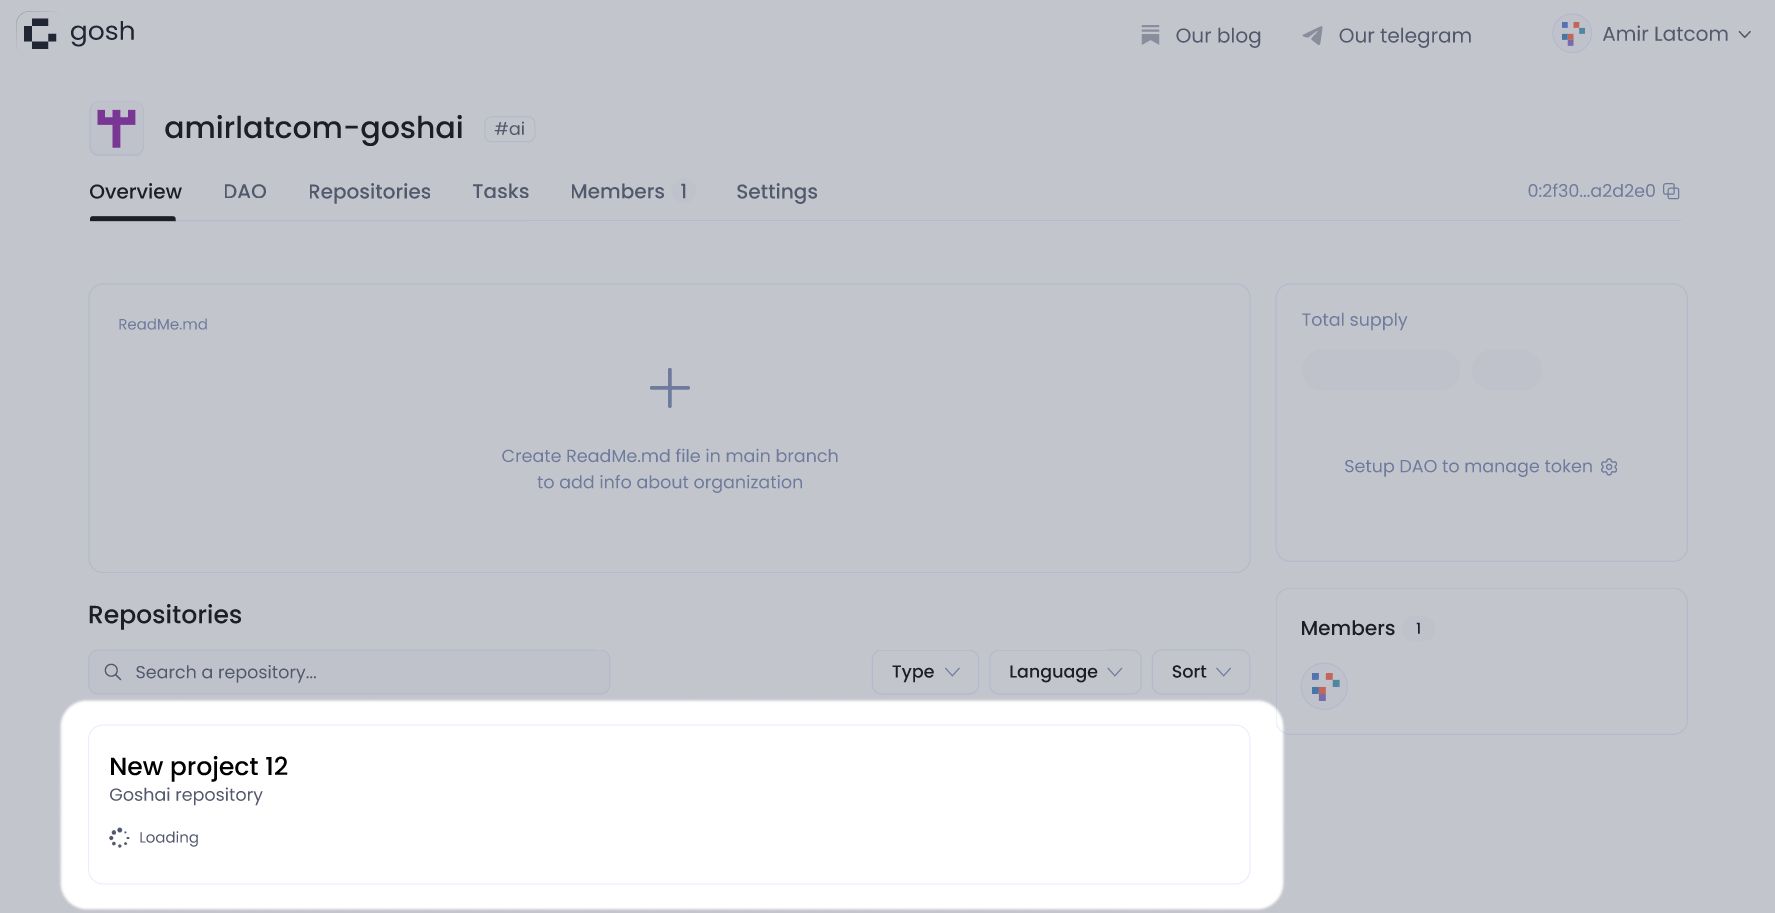 gosh
Our blog
Our telegram
Amir Latcom
amirlatcom-goshai
#ai
Overview
DAO
Repositories
Tasks
Members 1
Settings
0:2f30...a2d2e0
ReadMe.md
Create ReadMe.md file in main branch
to add info about organization
Total supply
Setup DAO to manage token
Repositories
Search a repository...
Type
Language
Sort
Members 1
New project 12
Goshai repository
Loading